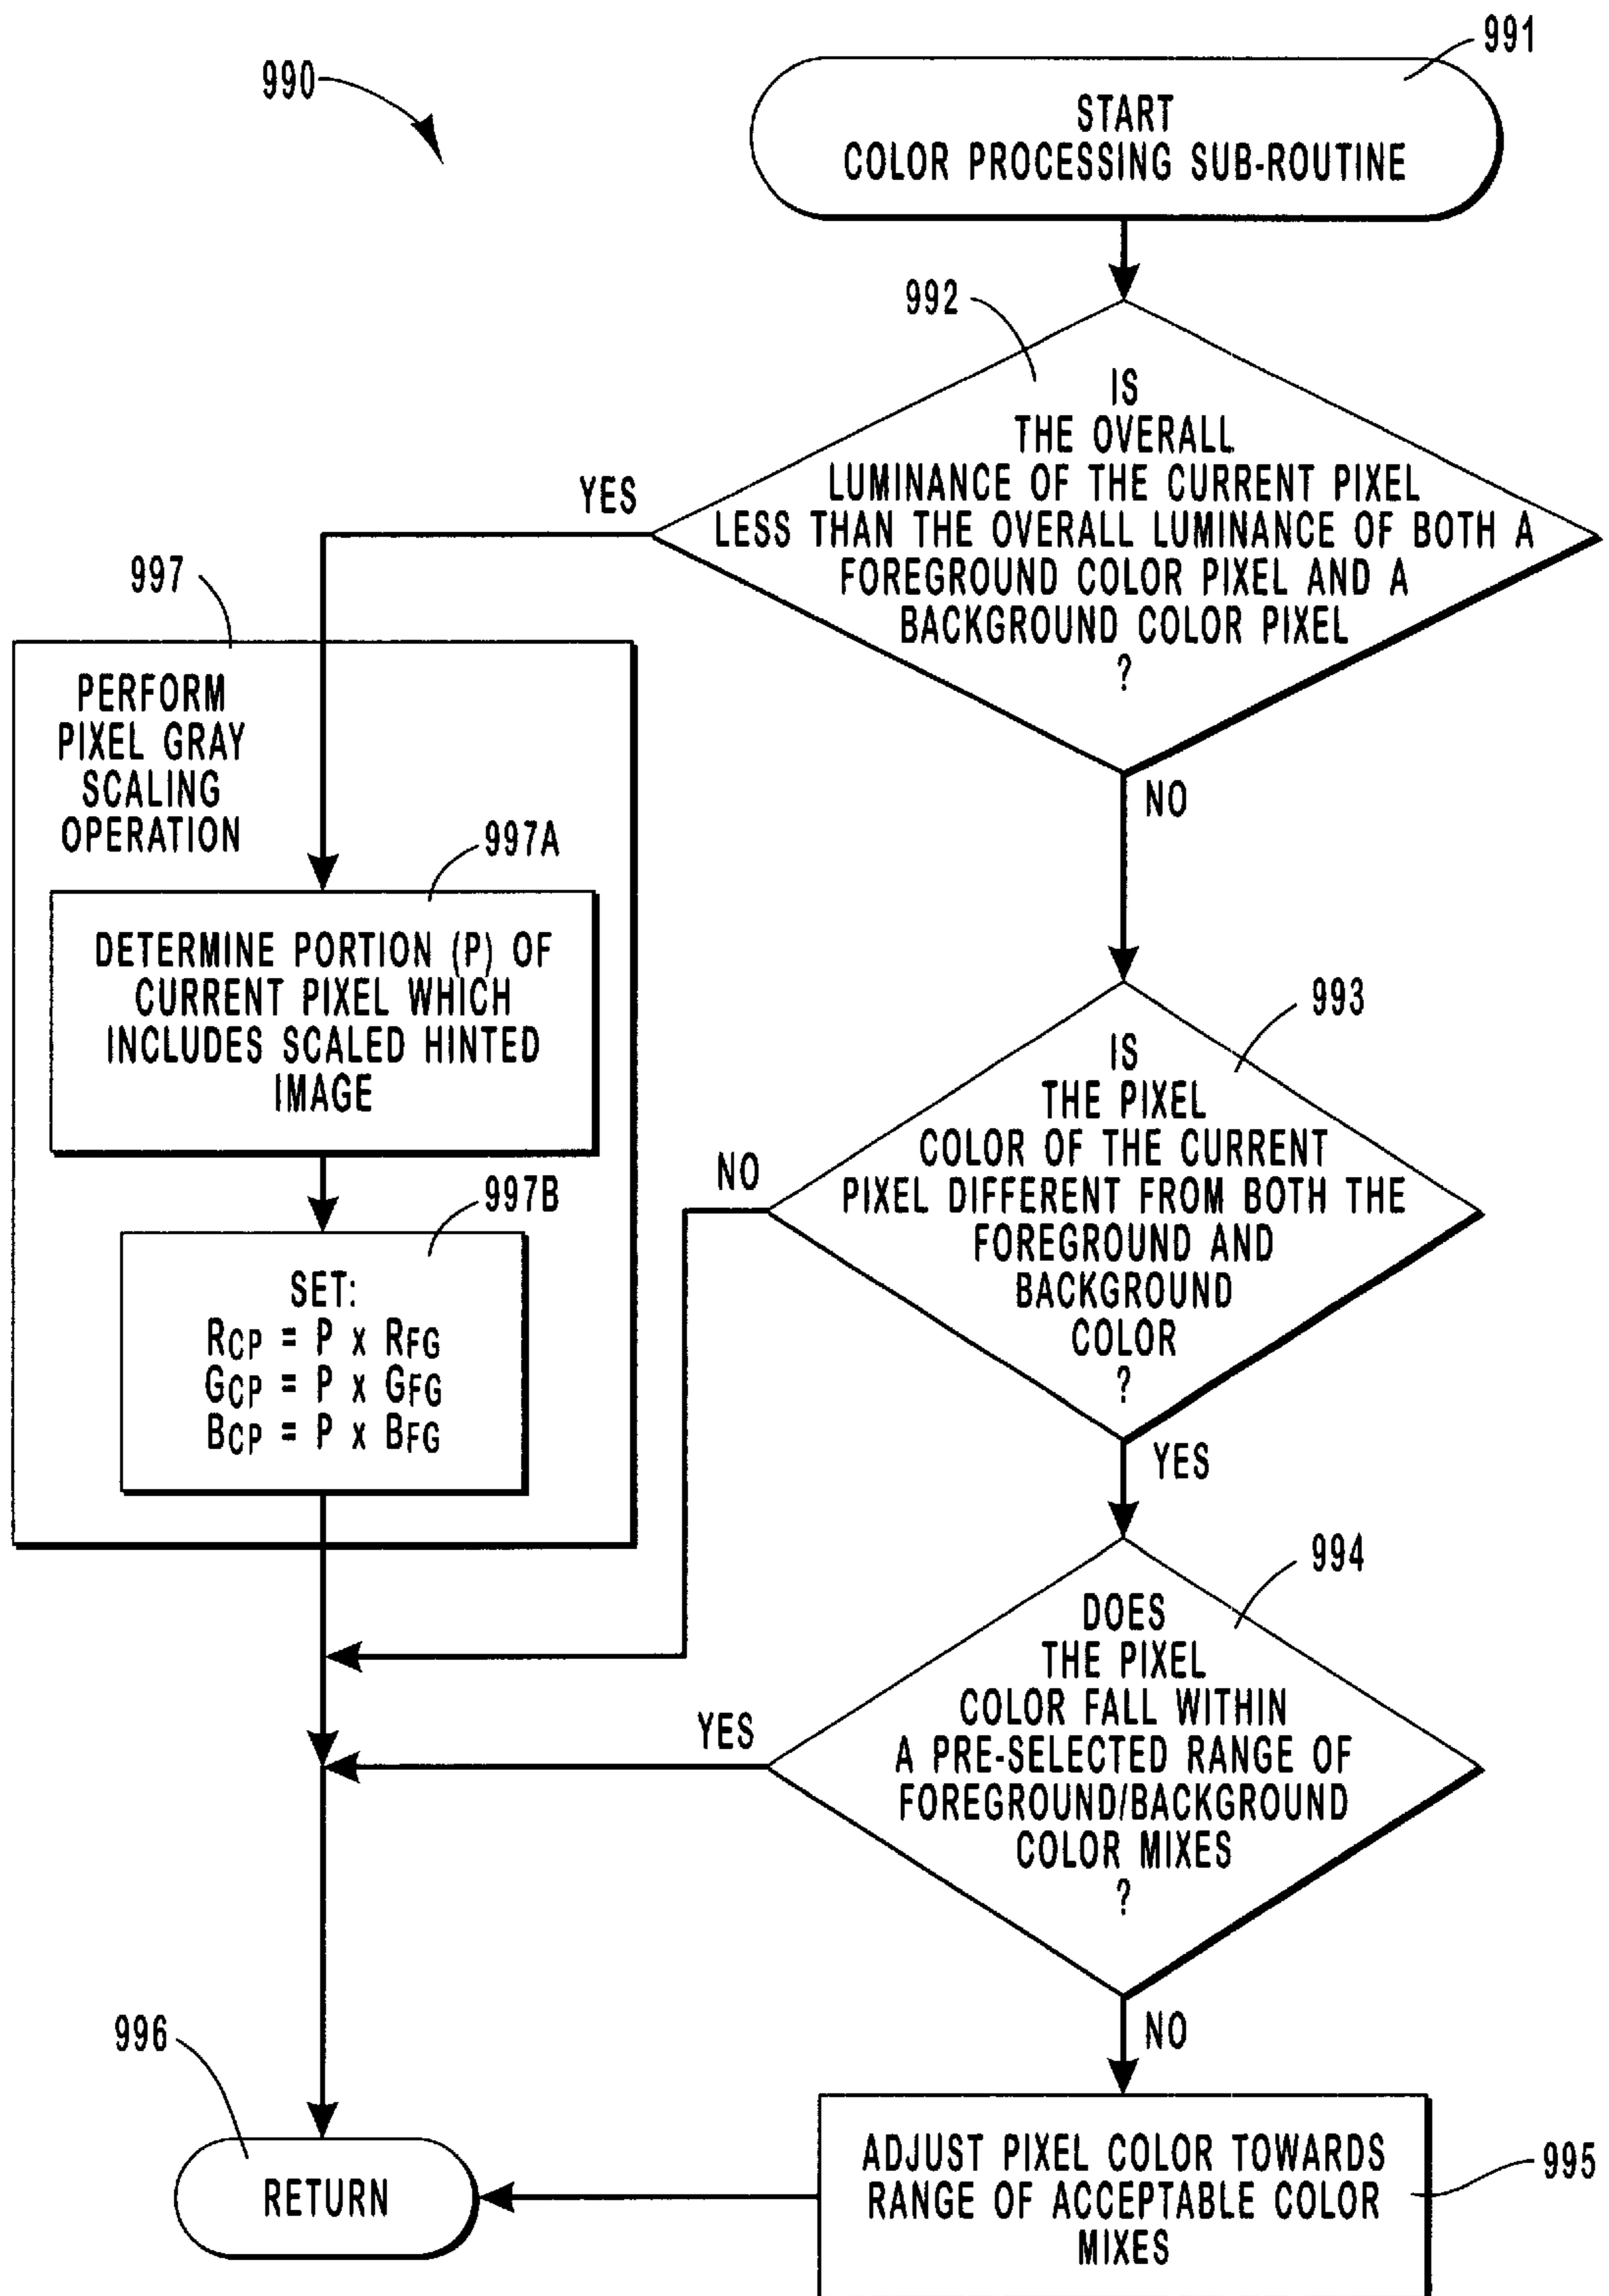 990
991
START
COLOR PROCESSING SUB-ROUTINE
992
IS
THE OVERALL
LUMINANCE OF THE CURRENT PIXEL
LESS THAN THE OVERALL LUMINANCE OF BOTH A
FOREGROUND COLOR PIXEL AND A
BACKGROUND COLOR PIXEL
?
YES
NO
997
PERFORM
PIXEL GRAY
SCALING
OPERATION
997A
DETERMINE PORTION (P) OF
CURRENT PIXEL WHICH
INCLUDES SCALED HINTED
IMAGE
997B
SET:
RCP = P x RFG
GCP = P x GFG
BCP = P x BFG
993
IS
THE PIXEL
COLOR OF THE CURRENT
PIXEL DIFFERENT FROM BOTH THE
FOREGROUND AND
BACKGROUND
COLOR
?
NO
YES
994
DOES
THE PIXEL
COLOR FALL WITHIN
A PRE-SELECTED RANGE OF
FOREGROUND/BACKGROUND
COLOR MIXES
?
YES
NO
995
ADJUST PIXEL COLOR TOWARDS
RANGE OF ACCEPTABLE COLOR
MIXES
996
RETURN